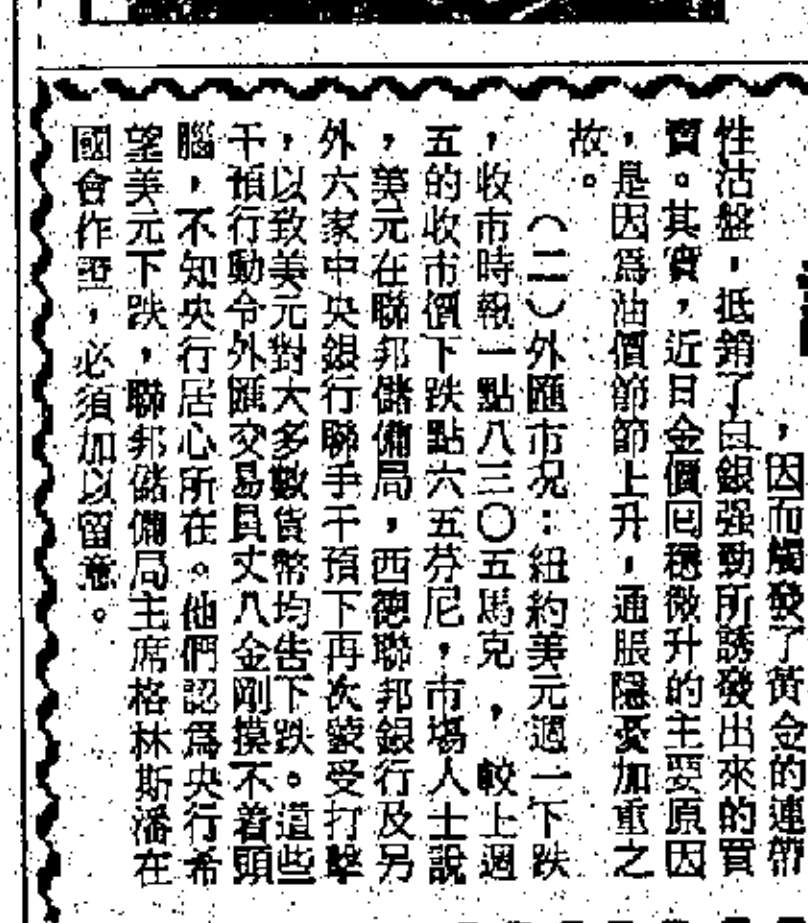 ，因而觸發了黃金的連帶
性沽盤，抵銷了白銀强勁所誘發出來的買
賣。其實，近日金價回穩微升的主要原因
，是因爲油價節節上升，通脹隱憂加重之
故。
（二）外匯市况：紐約美元週一下跌
，收市時報一點八三〇五馬克，較上週
五的收市價下跌點六五芬尼，市場人士說
，美元在聯邦儲備局，西德聯邦銀行及另
外六家中央銀行聯手干預下再次蒙受打擊
，以致美元對大多數貨幣均告下跌。這些
干預行動令外匯交易員丈八金剛摸不着頭
腦，不知央行居心所在。他們認爲央行希
望美元下跌，聯邦儲備局主席格林斯潘在
國會作證，必須加以留意。